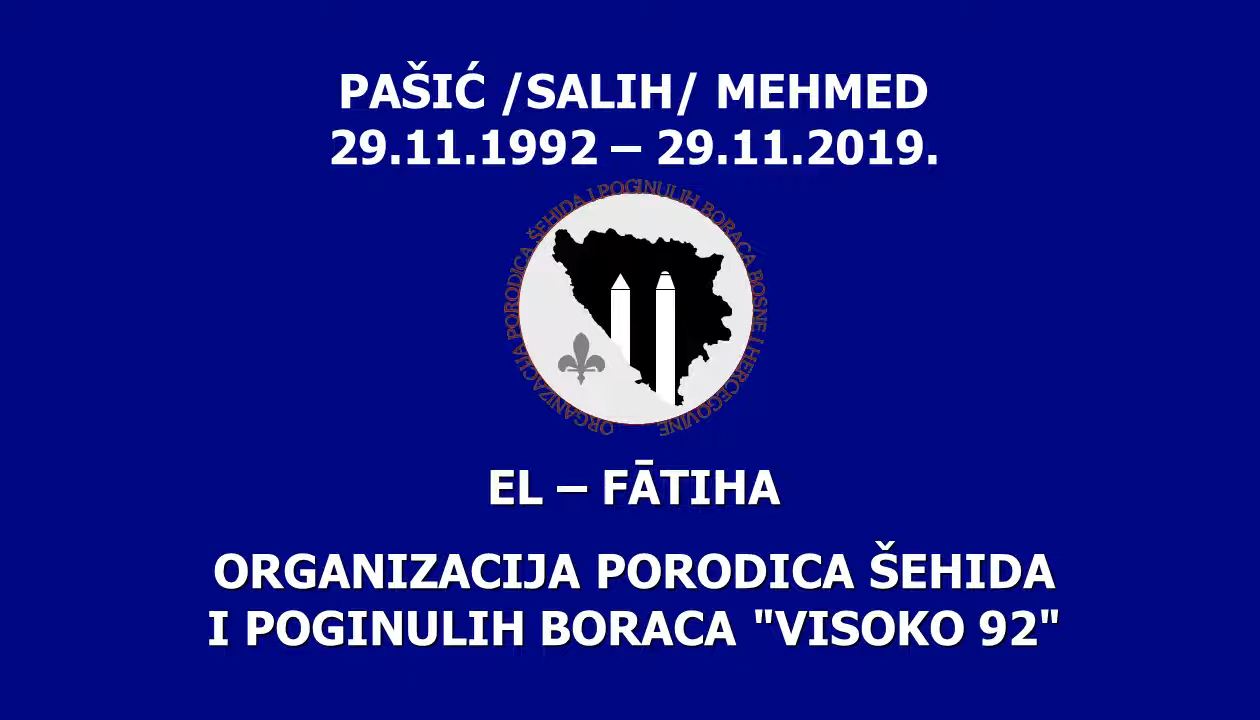 PAŠIĆ /SALIH/ MEHMED
29.11.1992 – 29.11.2019.
ORGANIZACIJA PORODICA ŠEHIDA I POGINULIH BORACA BOSNE I HERCEGOVINE
EL – FĀTIHA
ORGANIZACIJA PORODICA ŠEHIDA
I POGINULIH BORACA "VISOKO 92"